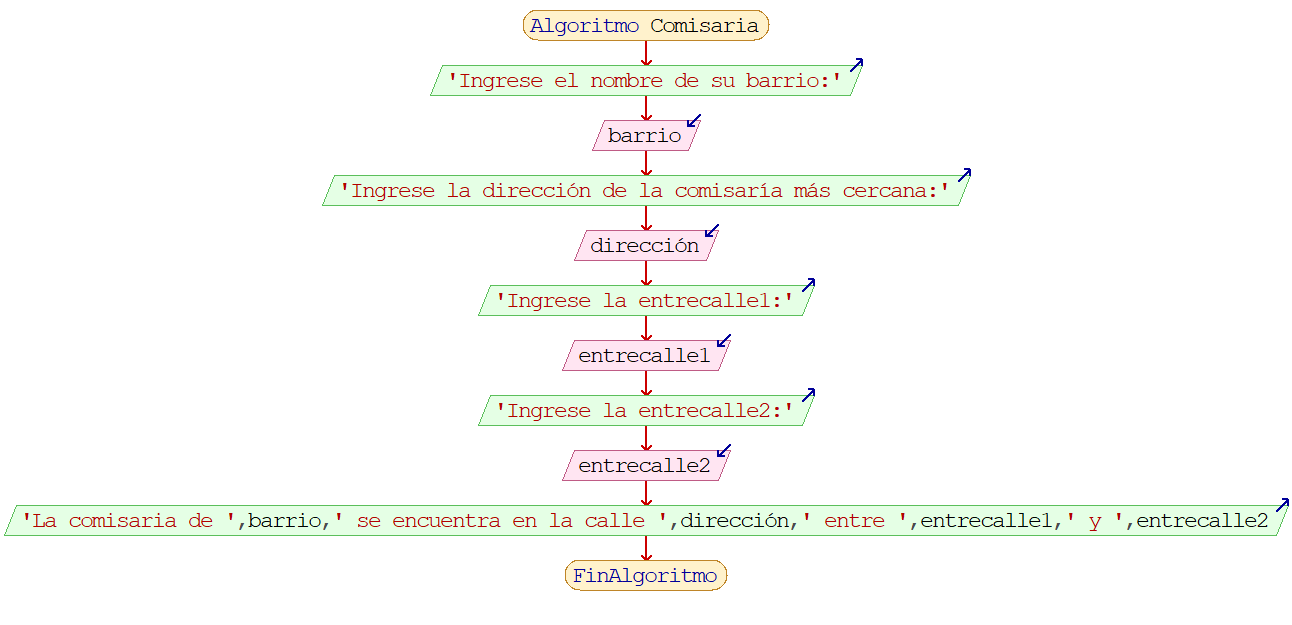 Algoritmo Comisaria
'Ingrese el nombre de su barrio:'
barrio
'Ingrese la dirección de la comisaría más cercana:'
dirección
'Ingrese la entrecalle1:'
entrecalle1
'Ingrese la entrecalle2:'
entrecalle2
'La comisaria de ',barrio,' se encuentra en la calle ',dirección,' entre ',entrecalle1,' y ',entrecalle2
FinAlgoritmo